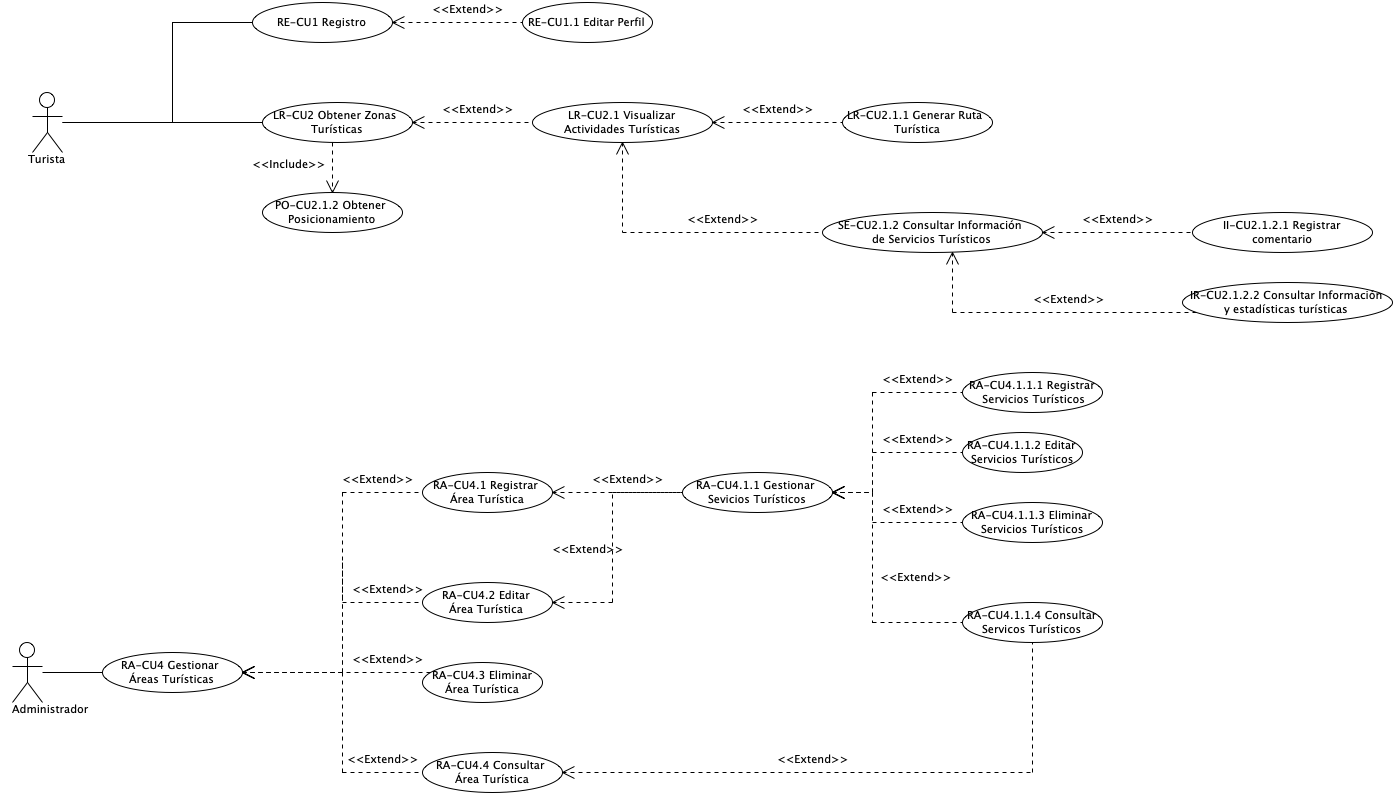 <<Extend>>
RE-CU1 Registro
RE-CU1.1 Editar Perfil
<<Extend>>
<<Extend>>
LR-CU2 Obtener Zonas
Turísticas
LR-CU2.1 Visualizar
Actividades Turísticas
LR-CU2.1.1 Generar Ruta
Turística
Turista
<<Include>>
PO-CU2.1.2 Obtener
Posicionamiento
<<Extend>>
<<Extend>>
SE-CU2.1.2 Consultar Información
de Servicios Turísticos
II-CU2.1.2.1 Registrar
comentario
<<Extend>>
IR-CU2.1.2.2 Consultar Información
y estadísticas turísticas
<<Extend>>
RA-CU4.1.1.1 Registrar
Servicios Turísticos
<<Extend>>
RA-CU4.1.1.2 Editar
Servicios Turísticos
<<Extend>>
<<Extend>>
RA-CU4.1 Registrar
Área Turística
RA-CU4.1.1 Gestionar
Sevicios Turísticos
<<Extend>>
RA-CU4.1.1.3 Eliminar
Servicios Turísticos
<<Extend>>
<<Extend>>
<<Extend>>
RA-CU4.2 Editar
Área Turística
RA-CU4.1.1.4 Consultar
Servicos Turísticos
<<Extend>>
RA-CU4 Gestionar
Áreas Turísticas
RA-CU4.3 Eliminar
Área Turística
Administrador
<<Extend>>
<<Extend>>
RA-CU4.4 Consultar
Área Turística